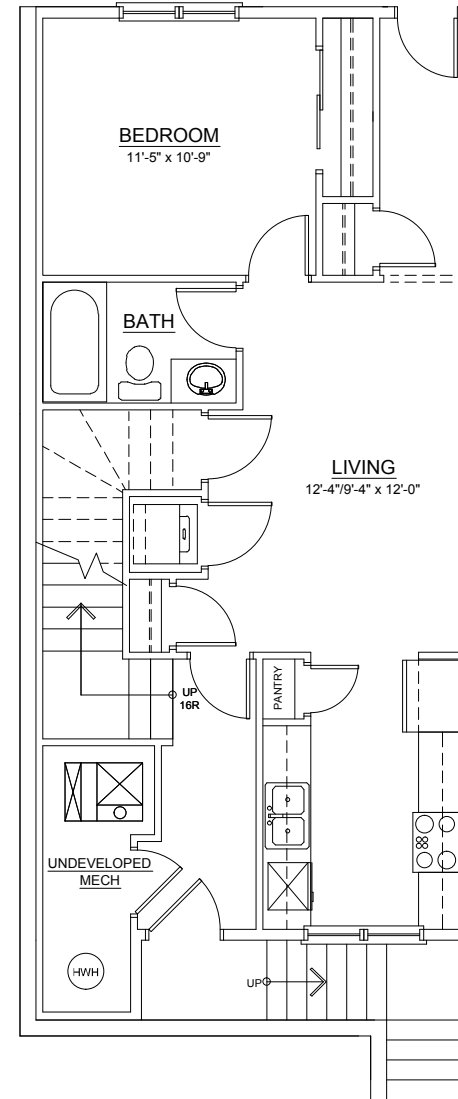 BEDROOM
11'-5" x 10'-9"
BATH
LIVING
12'-4"/9'-4" x 12'-0"
PANTRY
UP
16R
UNDEVELOPED
MECH
HWH
UP